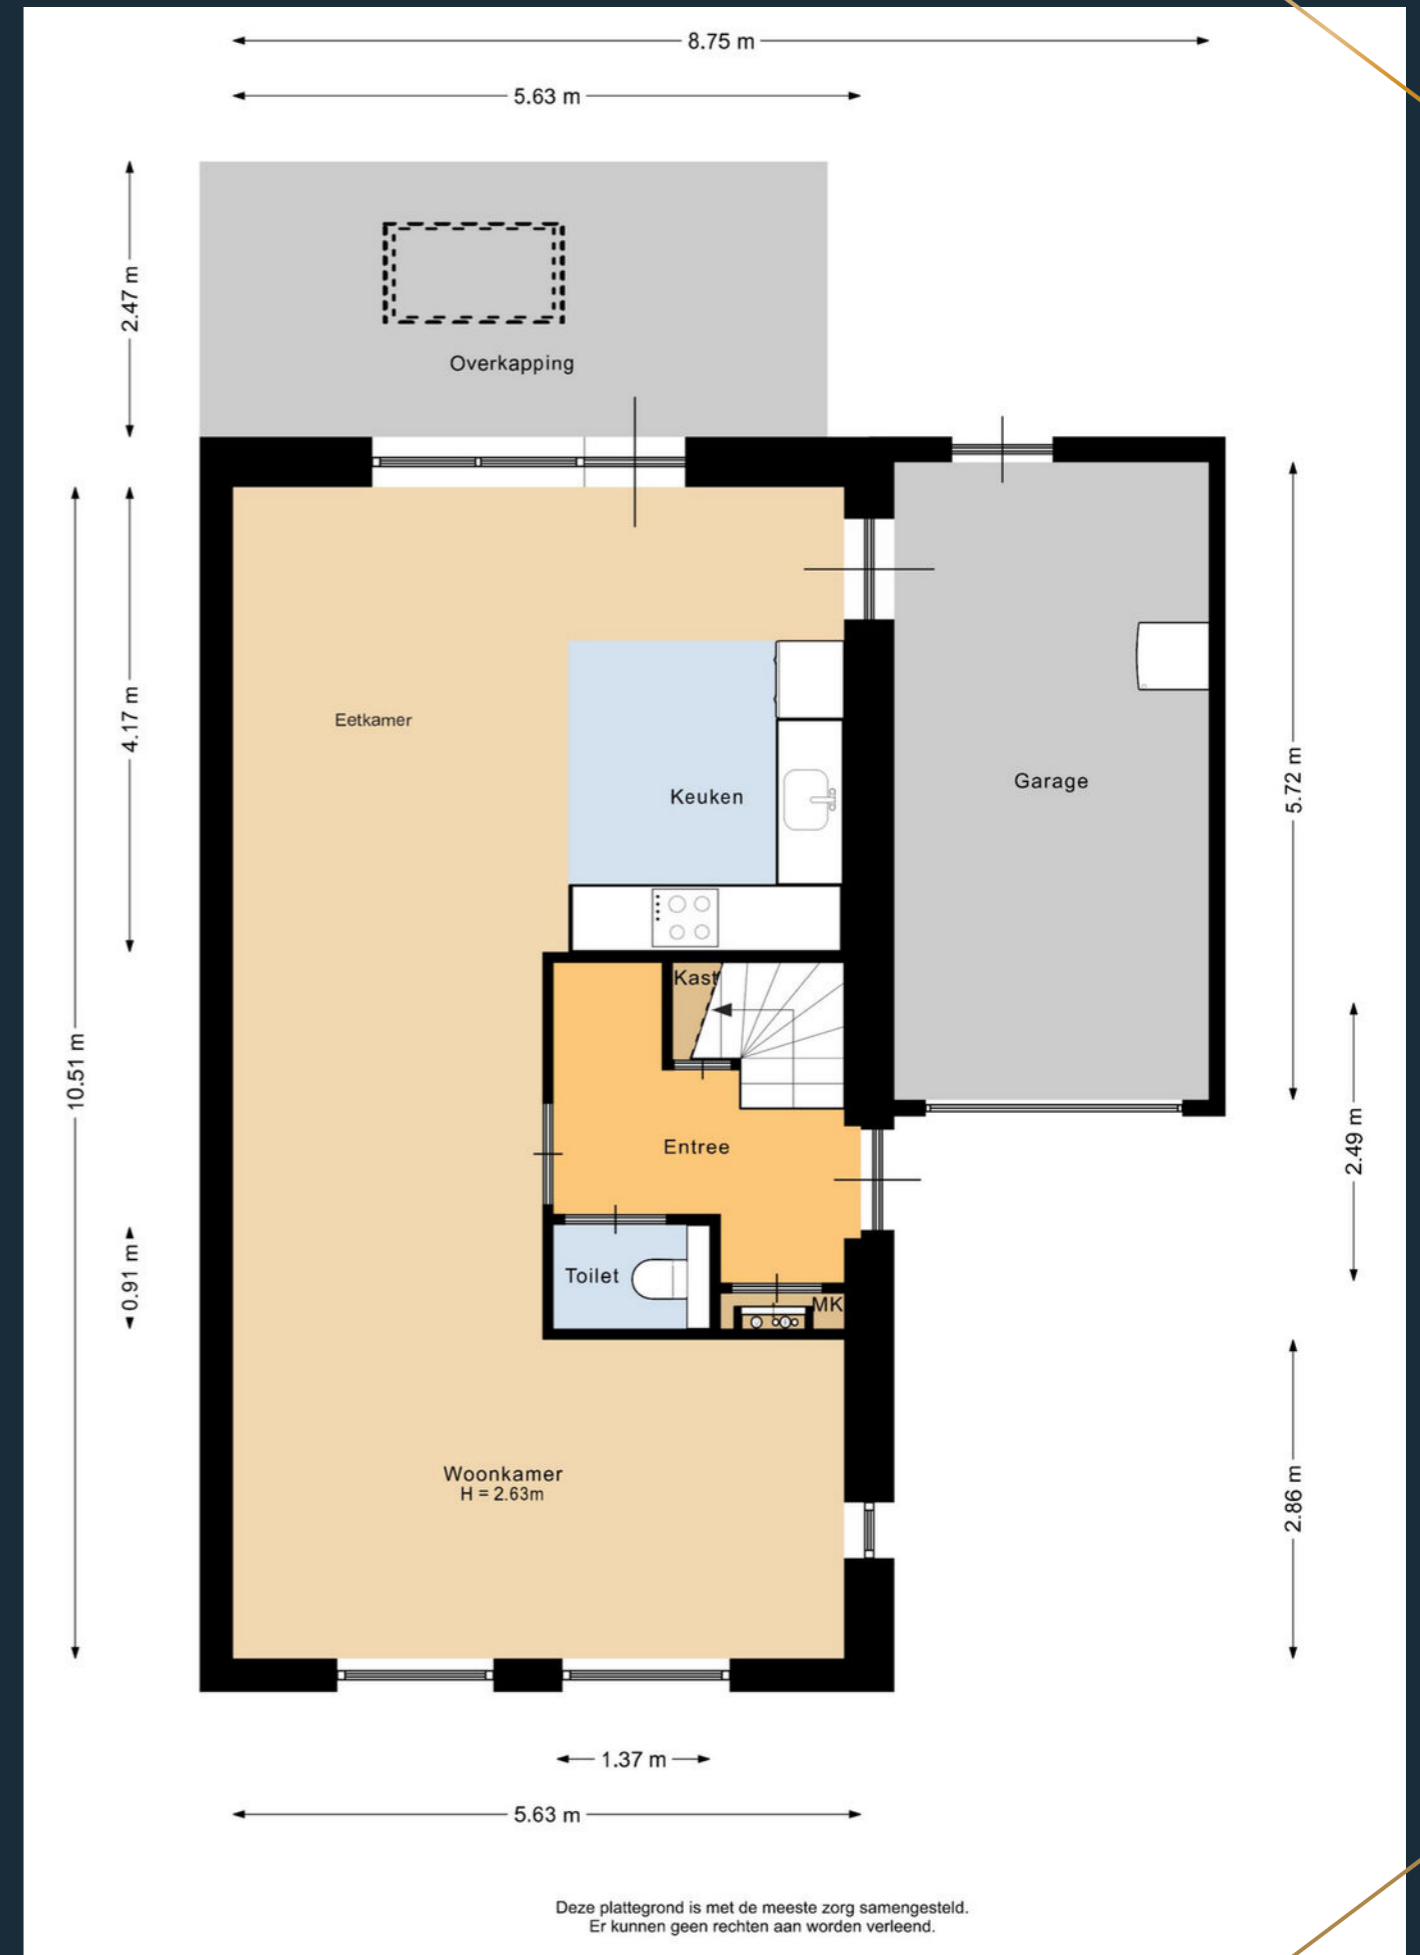 8.75 m
5.63 m
2.47 m
Overkapping
4.17 m
Eetkamer
Keuken
Garage
5.72 m
10.51 m
Kast
Entree
2.49 m
0.91 m
Toilet
MK
Woonkamer
H = 2.63m
2.86 m
1.37 m
5.63 m
Deze plattegrond is met de meeste zorg samengesteld.
Er kunnen geen rechten aan worden verleend.